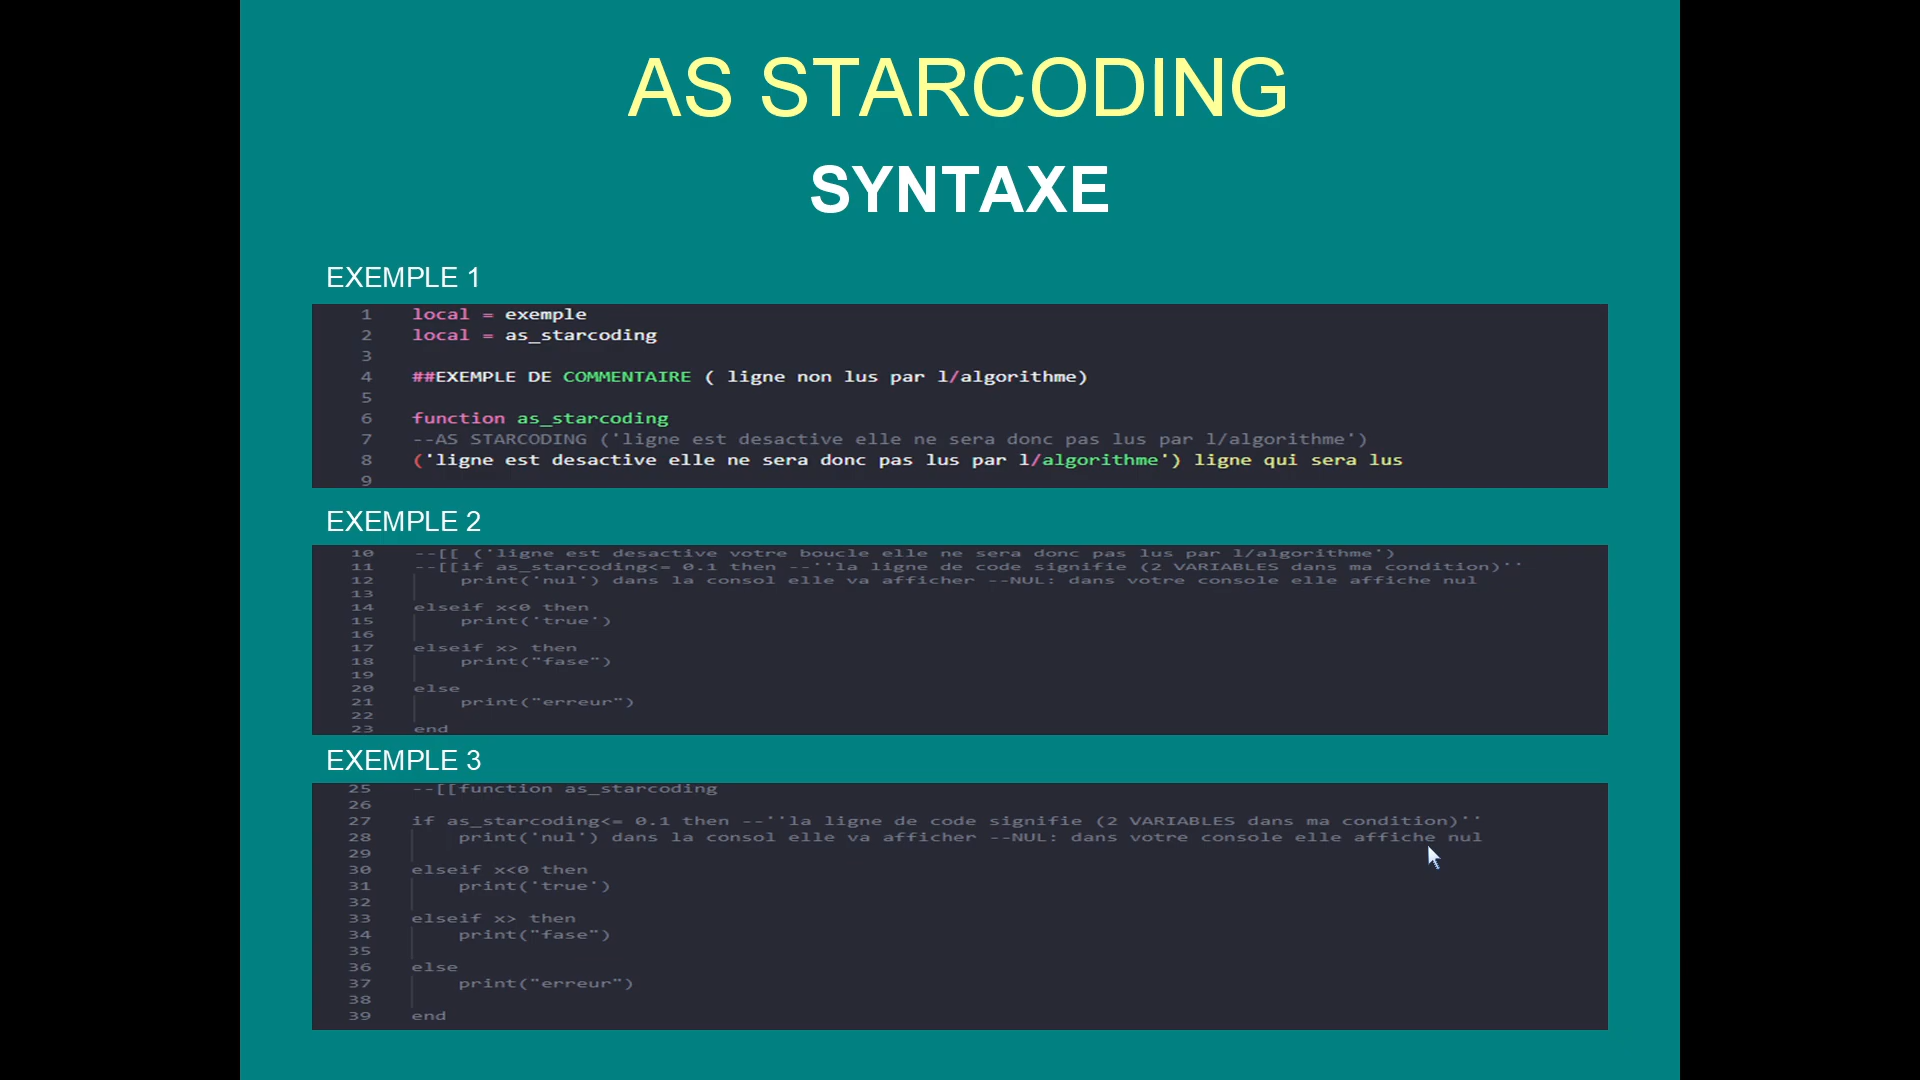 AS STARCODING
SYNTAXE
EXEMPLE 1
1 local = exemple
2 local = as_starcoding
3
4 ##EXEMPLE DE COMMENTAIRE ( ligne non lus par l/algorithme)
5
6 function as_starcoding
7 --AS STARCODING ('ligne est desactive elle ne sera donc pas lus par l/algorithme')
8 ('ligne est desactive elle ne sera donc pas lus par l/algorithme') ligne qui sera lus
9
EXEMPLE 2
10 --[[ ('ligne est desactive votre boucle elle ne sera donc pas lus par l/algorithme')
11 --[[if as_starcoding<= 0.1 then --''la ligne de code signifie (2 VARIABLES dans ma condition)''
12 print('nul') dans la consol elle va afficher --NUL: dans votre console elle affiche nul
13
14 elseif x<0 then
15 print('true')
16
17 elseif x> then
18 print("fase")
19
20 else
21 print("erreur")
22
23 end
EXEMPLE 3
25 --[[function as_starcoding
26
27 if as_starcoding<= 0.1 then --''la ligne de code signifie (2 VARIABLES dans ma condition)''
28 print('nul') dans la consol elle va afficher --NUL: dans votre console elle affiche nul
29
30 elseif x<0 then
31 print('true')
32
33 elseif x> then
34 print("fase")
35
36 else
37 print("erreur")
38
39 end